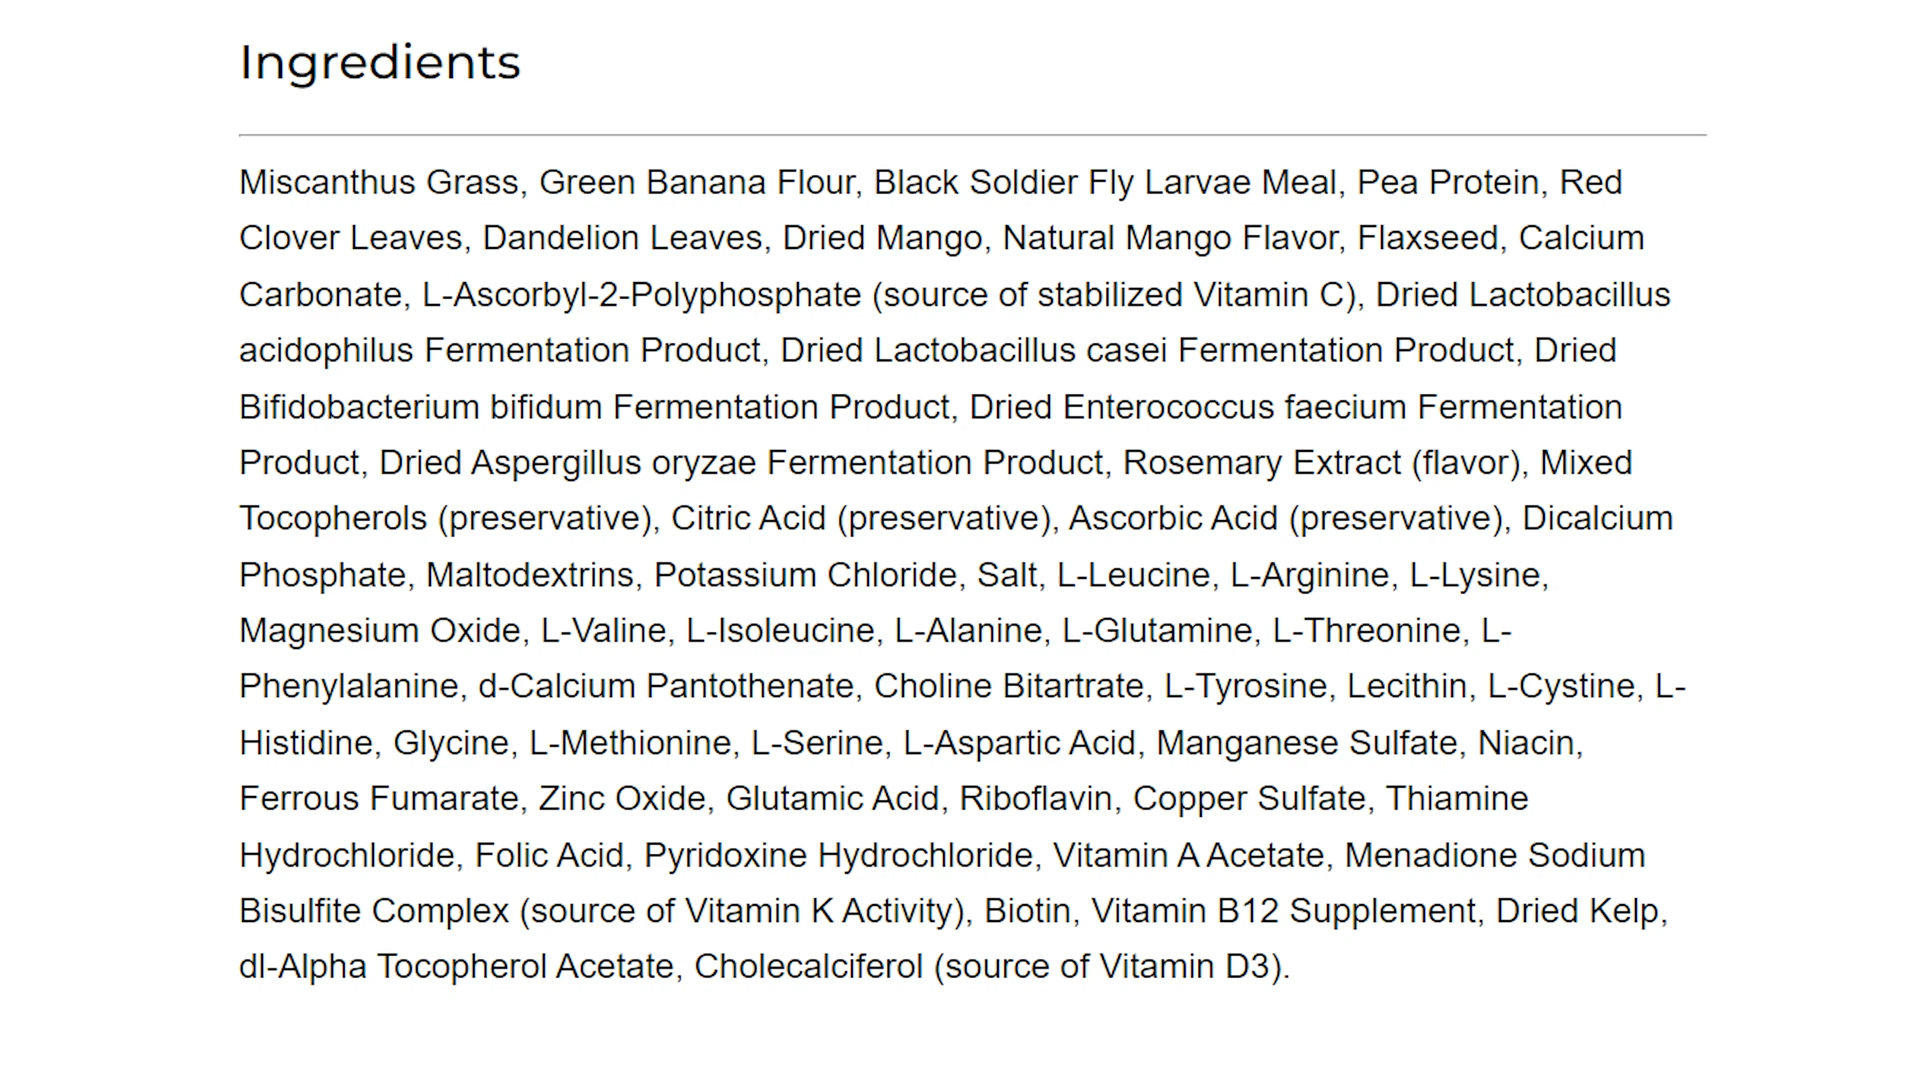 Ingredients
Miscanthus Grass, Green Banana Flour, Black Soldier Fly Larvae Meal, Pea Protein, Red
Clover Leaves, Dandelion Leaves, Dried Mango, Natural Mango Flavor, Flaxseed, Calcium
Carbonate, L-Ascorbyl-2-Polyphosphate (source of stabilized Vitamin C), Dried Lactobacillus
acidophilus Fermentation Product, Dried Lactobacillus casei Fermentation Product, Dried
Bifidobacterium bifidum Fermentation Product, Dried Enterococcus faecium Fermentation
Product, Dried Aspergillus oryzae Fermentation Product, Rosemary Extract (flavor), Mixed
Tocopherols (preservative), Citric Acid (preservative), Ascorbic Acid (preservative), Dicalcium
Phosphate, Maltodextrins, Potassium Chloride, Salt, L-Leucine, L-Arginine, L-Lysine,
Magnesium Oxide, L-Valine, L-Isoleucine, L-Alanine, L-Glutamine, L-Threonine, L-
Phenylalanine, d-Calcium Pantothenate, Choline Bitartrate, L-Tyrosine, Lecithin, L-Cystine, L-
Histidine, Glycine, L-Methionine, L-Serine, L-Aspartic Acid, Manganese Sulfate, Niacin,
Ferrous Fumarate, Zinc Oxide, Glutamic Acid, Riboflavin, Copper Sulfate, Thiamine
Hydrochloride, Folic Acid, Pyridoxine Hydrochloride, Vitamin A Acetate, Menadione Sodium
Bisulfite Complex (source of Vitamin K Activity), Biotin, Vitamin B12 Supplement, Dried Kelp,
dl-Alpha Tocopherol Acetate, Cholecalciferol (source of Vitamin D3).